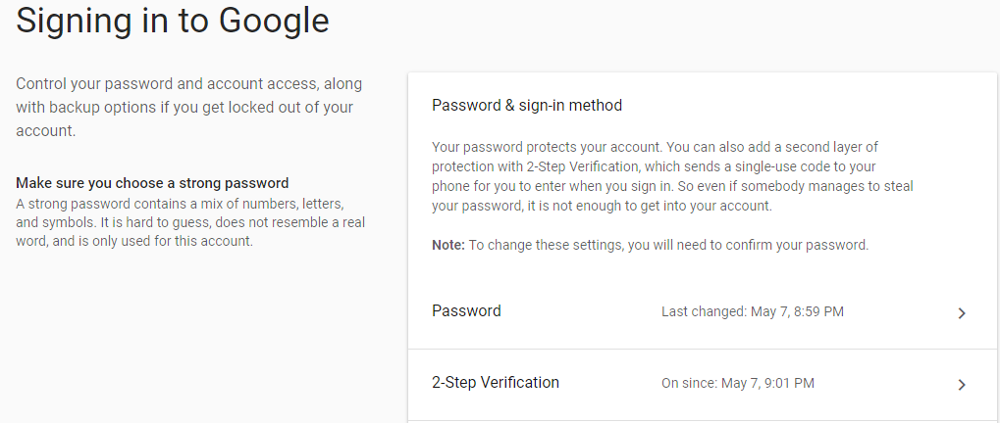 Signing in to Google
Control your password and account access, along
with backup options if you get locked out of your
account.
Make sure you choose a strong password
A strong password contains a mix of numbers, letters,
and symbols. It is hard to guess, does not resemble a real
word, and is only used for this account.
Password & sign-in method
Your password protects your account. You can also add a second layer of
protection with 2-Step Verification, which sends a single-use code to your
phone for you to enter when you sign in. So even if somebody manages to steal
your password, it is not enough to get into your account.
Note: To change these settings, you will need to confirm your password.
Password Last changed: May 7, 8:59 PM
2-Step Verification On since: May 7, 9:01 PM